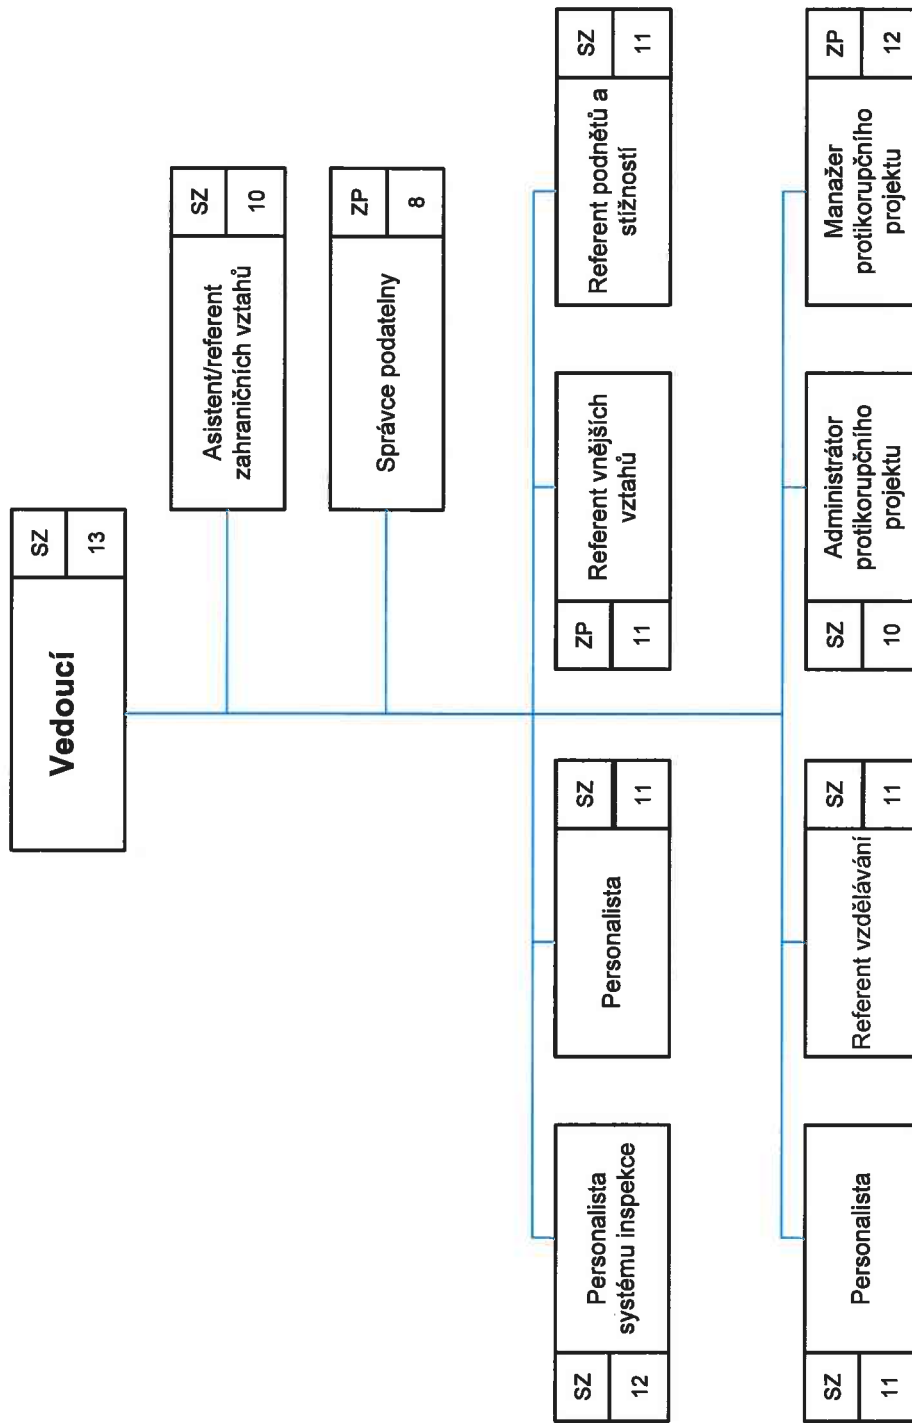 Vedoucí
SZ
13
Asistent/referent
zahraničních vztahů
SZ
10
Správce podatelny
ZP
8
SZ
12
Personalista
systému inspekce
Personalista
SZ
11
ZP
11
Referent vnějších
vztahů
Referent podnětů a
stížností
SZ
11
SZ
11
Personalista
Referent vzdělávání
SZ
11
SZ
10
Administrátor
protikorupčního
projektu
Manažer
protikorupčního
projektu
ZP
12